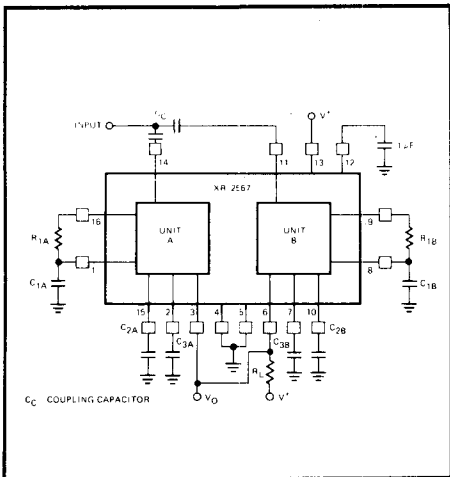 V+
INPUT
CC
1µF
14
11
13
12
XR 2567
16
UNIT
A
UNIT
B
9
R1A
R1B
1
8
C1A
C1B
15
2
3
4
5
6
7
10
C2A
C3A
C3B
C2B
RL
VO
V+
CC COUPLING CAPACITOR